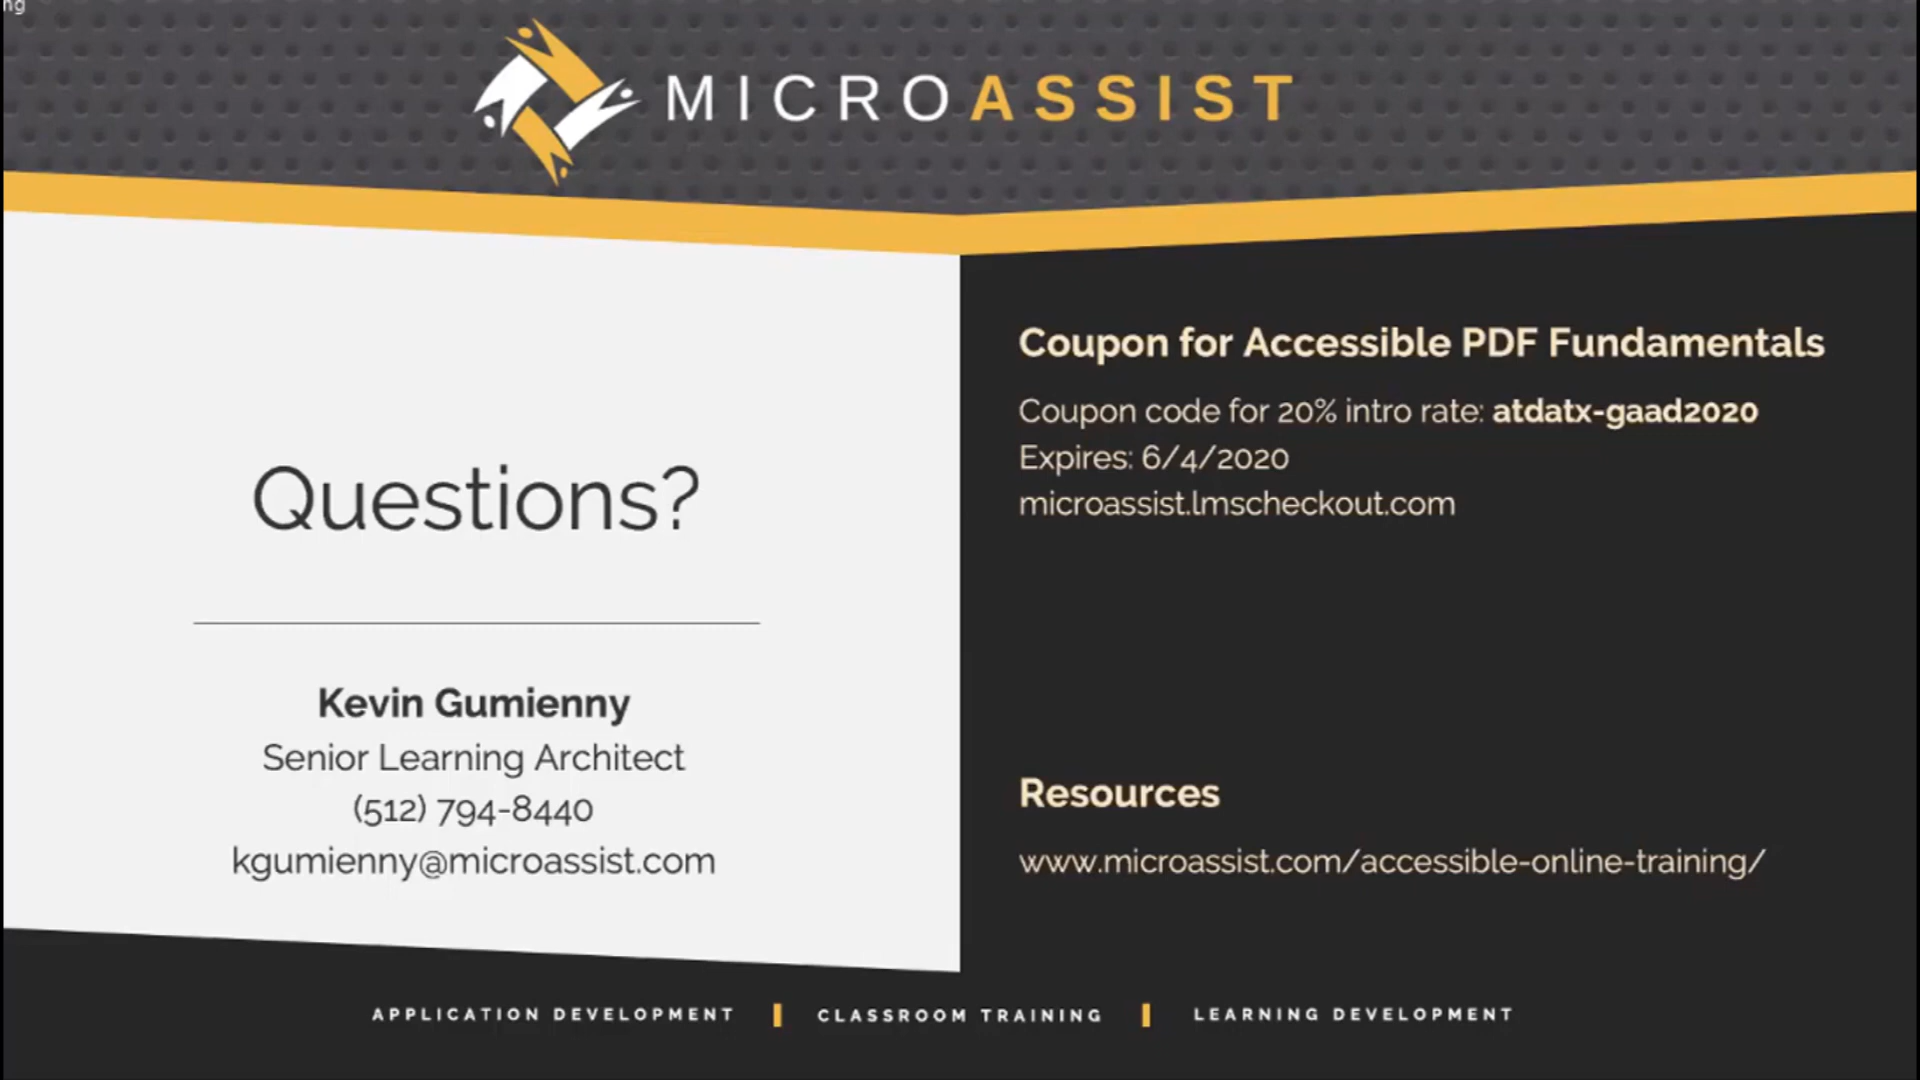 ng
MICROASSIST
Questions?
Kevin Gumienny
Senior Learning Architect
(512) 794-8440
kgumienny@microassist.com
Coupon for Accessible PDF Fundamentals
Coupon code for 20% intro rate: atdatx-gaad2020
Expires: 6/4/2020
microassist.lmscheckout.com
Resources
www.microassist.com/accessible-online-training/
APPLICATION DEVELOPMENT CLASSROOM TRAINING LEARNING DEVELOPMENT